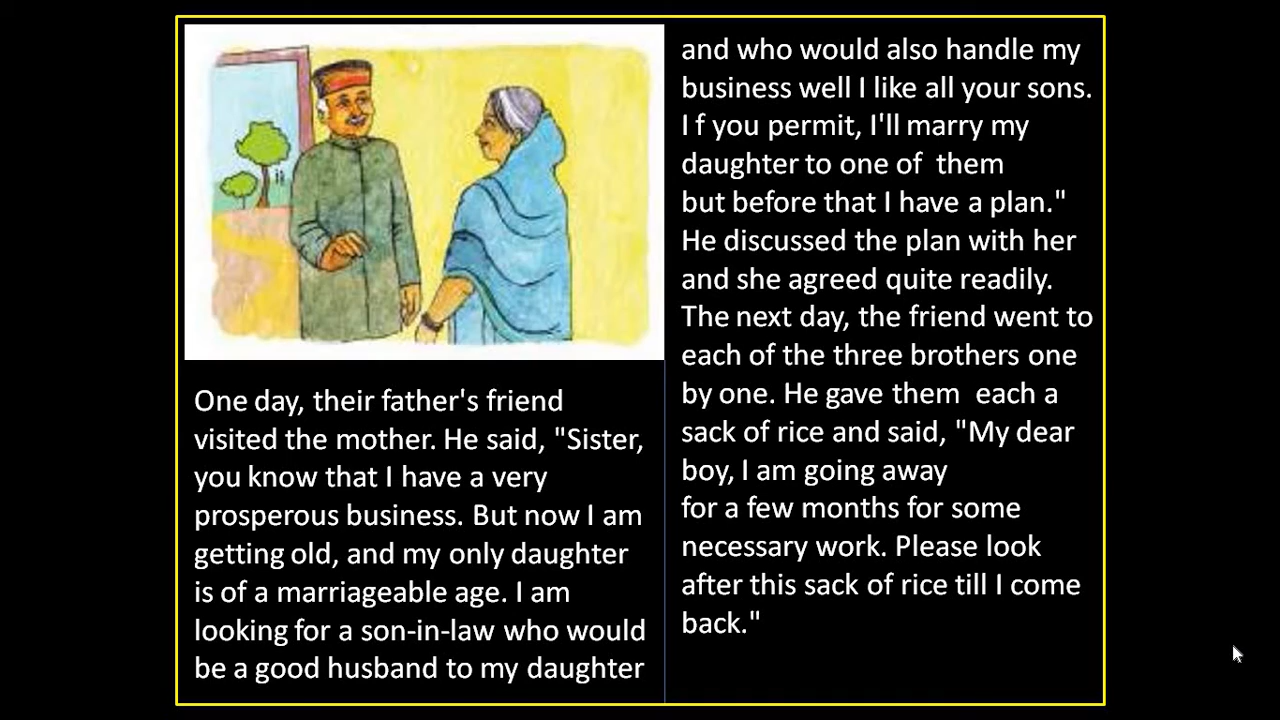 One day, their father's friend
visited the mother. He said, "Sister,
you know that I have a very
prosperous business. But now I am
getting old, and my only daughter
is of a marriageable age. I am
looking for a son-in-law who would
be a good husband to my daughter
and who would also handle my
business well I like all your sons.
I f you permit, I'll marry my
daughter to one of  them
but before that I have a plan."
He discussed the plan with her
and she agreed quite readily.
The next day, the friend went to
each of the three brothers one
by one. He gave them  each a
sack of rice and said, "My dear
boy, I am going away
for a few months for some
necessary work. Please look
after this sack of rice till I come
back."